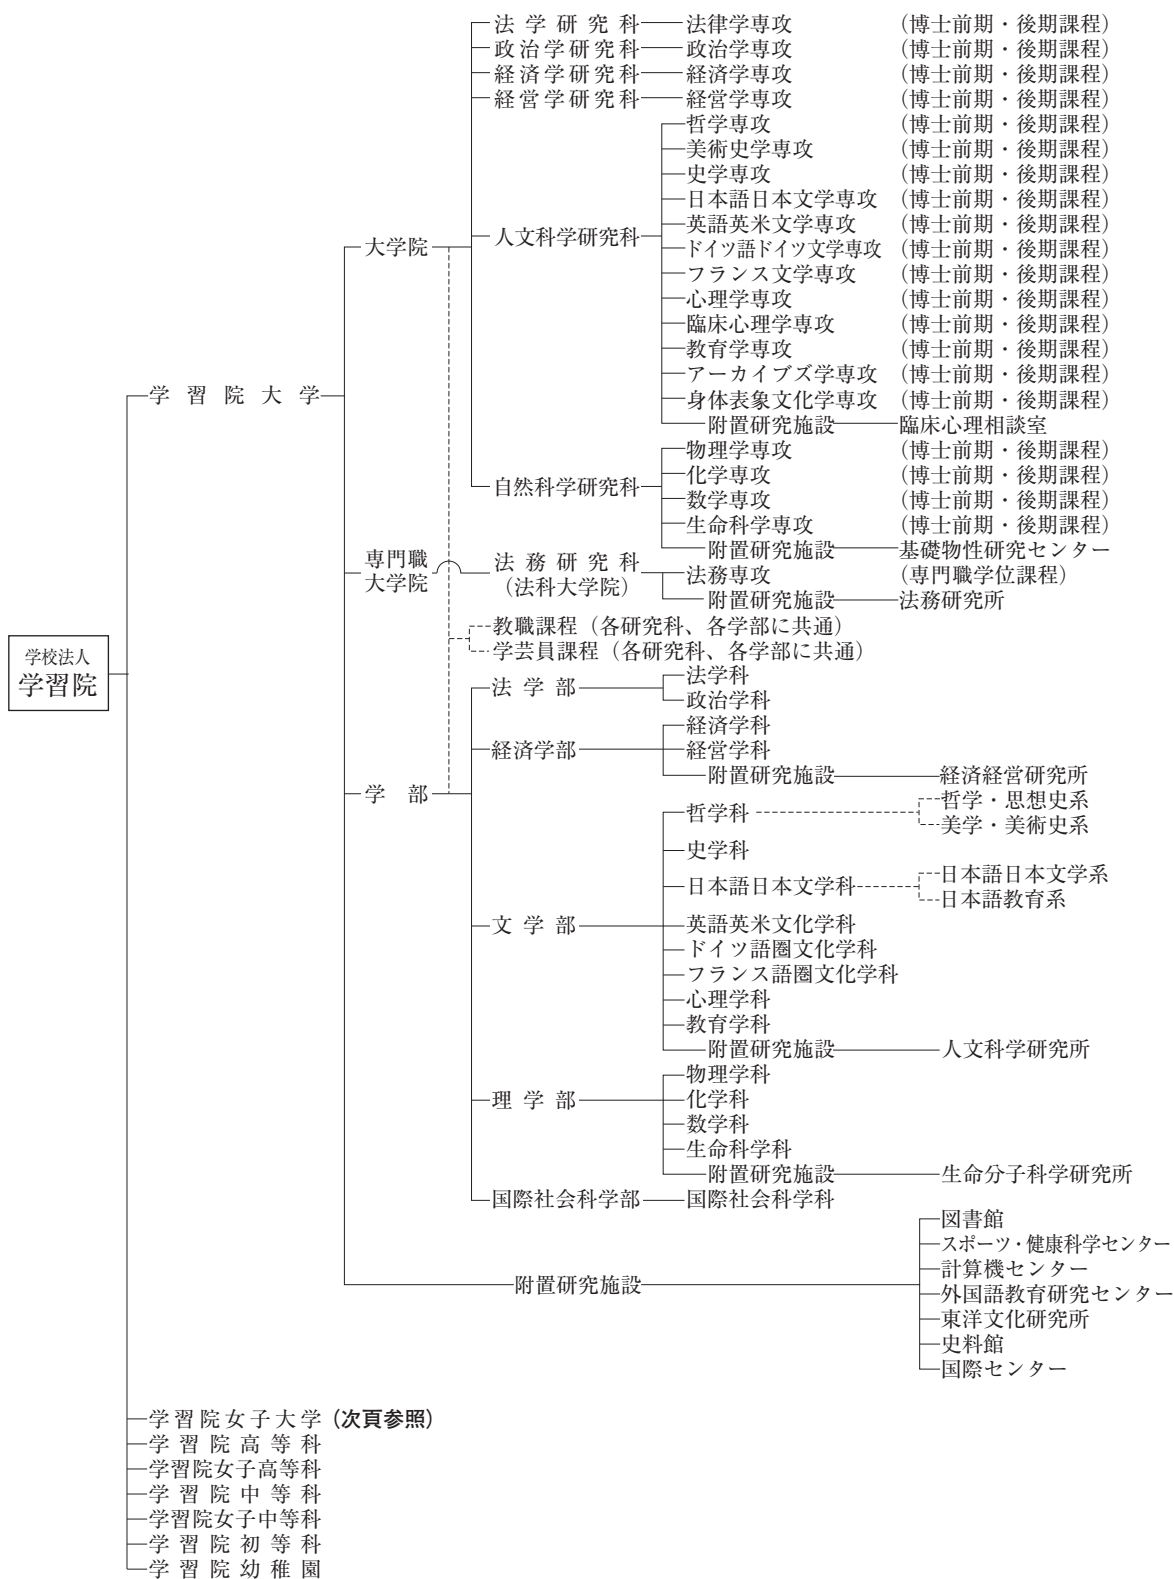 法学研究科 法律学専攻 (博士前期・後期課程)
政治学研究科 政治学専攻 (博士前期・後期課程)
経済学研究科 経済学専攻 (博士前期・後期課程)
経営学研究科 経営学専攻 (博士前期・後期課程)
哲学専攻 (博士前期・後期課程)
美術史学専攻 (博士前期・後期課程)
史学専攻 (博士前期・後期課程)
日本語日本文学専攻 (博士前期・後期課程)
英語英米文学専攻 (博士前期・後期課程)
大学院 人文科学研究科 ドイツ語ドイツ文学専攻 (博士前期・後期課程)
フランス文学専攻 (博士前期・後期課程)
心理学専攻 (博士前期・後期課程)
臨床心理学専攻 (博士前期・後期課程)
教育学専攻 (博士前期・後期課程)
アーカイブズ学専攻 (博士前期・後期課程)
学習院大学 身体表象文化学専攻 (博士前期・後期課程)
附置研究施設 臨床心理相談室
物理学専攻 (博士前期・後期課程)
化学専攻 (博士前期・後期課程)
自然科学研究科 数学専攻 (博士前期・後期課程)
生命科学専攻 (博士前期・後期課程)
附置研究施設 基礎物性研究センター
専門職大学院 法務研究科(法科大学院) 法務専攻 (専門職学位課程)
附置研究施設 法務研究所
教職課程(各研究科、各学部に共通)
学芸員課程(各研究科、各学部に共通)
学校法人
学習院
法学部 法学科
政治学科
経済学部 経済学科
経営学科
附置研究施設 経済経営研究所
学部
哲学科 哲学・思想史系
美学・美術史系
史学科
日本語日本文学科 日本語日本文学系
日本語教育系
文学部 英語英米文化学科
ドイツ語圏文化学科
フランス語圏文化学科
心理学科
教育学科
附置研究施設 人文科学研究所
物理学科
理学部 化学科
数学科
生命科学科
附置研究施設 生命分子科学研究所
国際社会科学部 国際社会科学科
図書館
スポーツ・健康科学センター
計算機センター
附置研究施設 外国語教育研究センター
東洋文化研究所
史料館
国際センター
学習院女子大学(次頁参照)
学習院高等科
学習院女子高等科
学習院中等科
学習院女子中等科
学習院初等科
学習院幼稚園